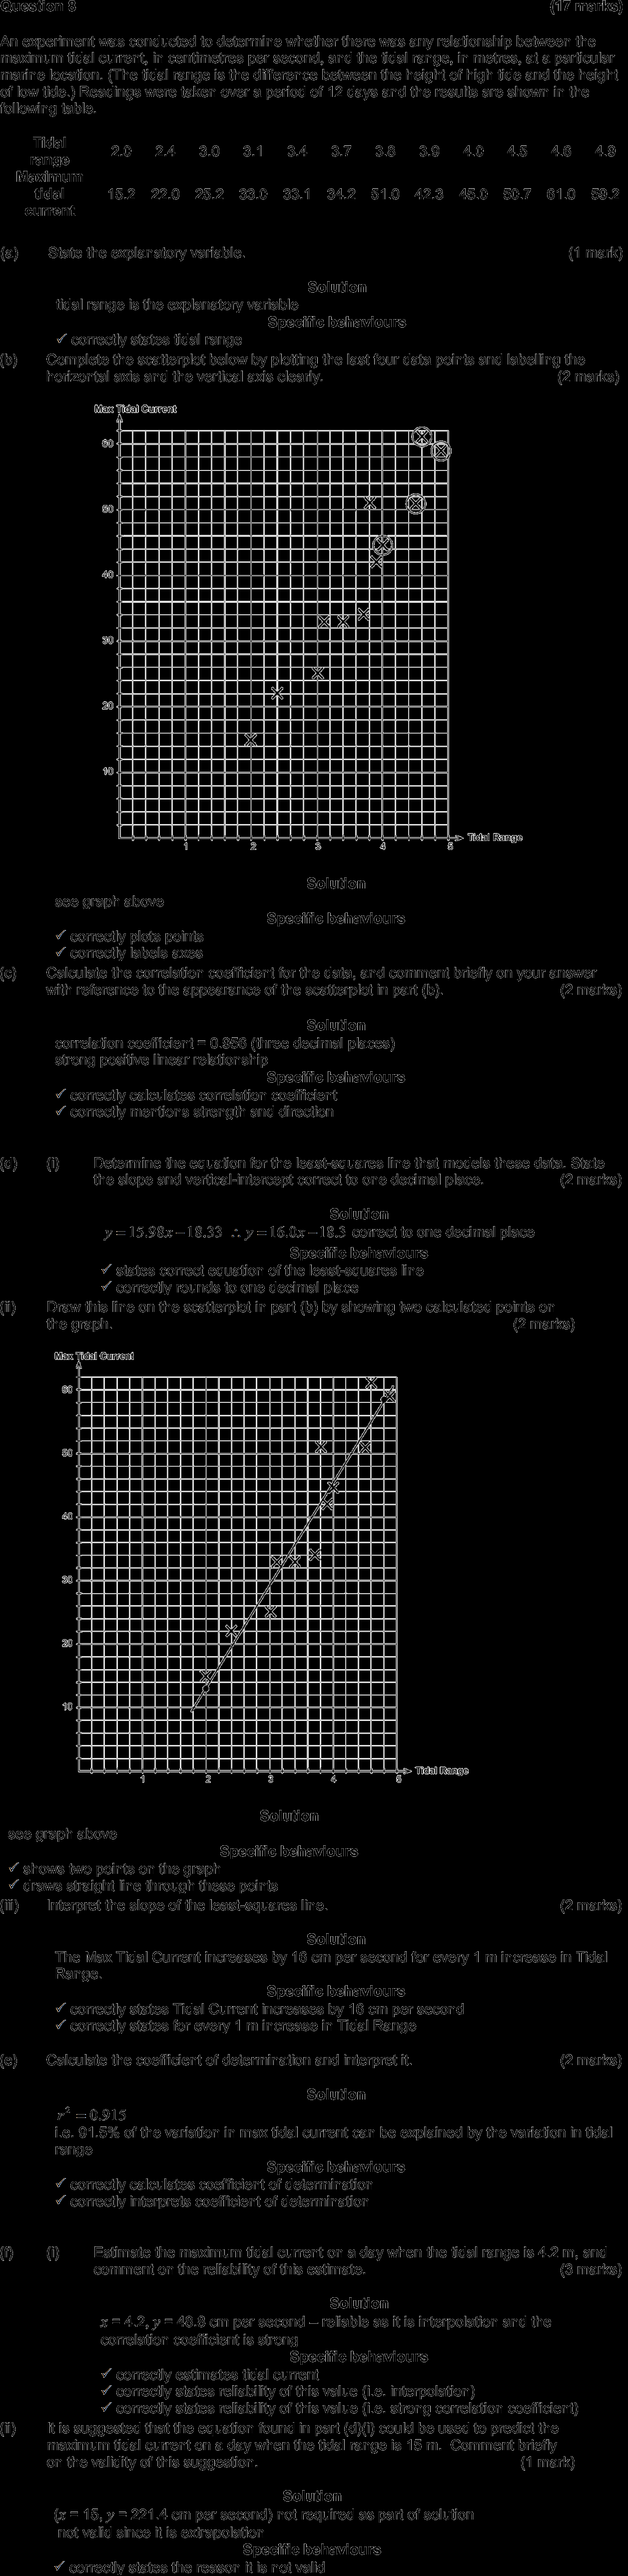 Question 8 (17 marks)
An experiment was conducted to determine whether there was any relationship between the
maximum tidal current, in centimetres per second, and the tidal range, in metres, at a particular
marine location. (The tidal range is the difference between the height of high tide and the height
of low tide.) Readings were taken over a period of 12 days and the results are shown in the
following table.
Tidal
range 2.0 2.4 3.0 3.1 3.4 3.7 3.8 3.9 4.0 4.5 4.6 4.9
Maximum
tidal 15.2 22.0 25.2 33.0 33.1 34.2 51.0 42.3 45.0 50.7 61.0 59.2
current
(a) State the explanatory variable. (1 mark)
Solution
tidal range is the explanatory variable
Specific behaviours
✓ correctly states tidal range
(b) Complete the scatterplot below by plotting the last four data points and labelling the
horizontal axis and the vertical axis clearly. (2 marks)
Max Tidal Current
60
50
40
30
20
10
1 2 3 4 5 Tidal Range
Solution
see graph above
Specific behaviours
✓ correctly plots points
✓ correctly labels axes
(c) Calculate the correlation coefficient for the data, and comment briefly on your answer
with reference to the appearance of the scatterplot in part (b). (2 marks)
Solution
correlation coefficient = 0.956 (three decimal places)
strong positive linear relationship
Specific behaviours
✓ correctly calculates correlation coefficient
✓ correctly mentions strength and direction
(d) (i) Determine the equation for the least-squares line that models these data. State
the slope and vertical-intercept correct to one decimal place. (2 marks)
Solution
y = 15.98x − 18.33 ∴ y = 16.0x − 18.3 correct to one decimal place
Specific behaviours
✓ states correct equation of the least-squares line
✓ correctly rounds to one decimal place
(ii) Draw this line on the scatterplot in part (b) by showing two calculated points on
the graph. (2 marks)
Max Tidal Current
60
50
40
30
20
10
1 2 3 4 5 Tidal Range
Solution
see graph above
Specific behaviours
✓ shows two points on the graph
✓ draws straight line through these points
(iii) Interpret the slope of the least-squares line. (2 marks)
Solution
The Max Tidal Current increases by 16 cm per second for every 1 m increase in Tidal
Range.
Specific behaviours
✓ correctly states Tidal Current increases by 16 cm per second
✓ correctly states for every 1 m increase in Tidal Range
(e) Calculate the coefficient of determination and interpret it. (2 marks)
Solution
r² = 0.915
i.e. 91.5% of the variation in max tidal current can be explained by the variation in tidal
range
Specific behaviours
✓ correctly calculates coefficient of determination
✓ correctly interprets coefficient of determination
(f) (i) Estimate the maximum tidal current on a day when the tidal range is 4.2 m, and
comment on the reliability of this estimate. (3 marks)
Solution
x = 4.2, y = 48.8 cm per second – reliable as it is interpolation and the
correlation coefficient is strong
Specific behaviours
✓ correctly estimates tidal current
✓ correctly states reliability of this value (i.e. interpolation)
✓ correctly states reliability of this value (i.e. strong correlation coefficient)
(ii) It is suggested that the equation found in part (d)(i) could be used to predict the
maximum tidal current on a day when the tidal range is 15 m. Comment briefly
on the validity of this suggestion. (1 mark)
Solution
(x = 15, y = 221.4 cm per second) not required as part of solution
not valid since it is extrapolation
Specific behaviours
✓ correctly states the reason it is not valid